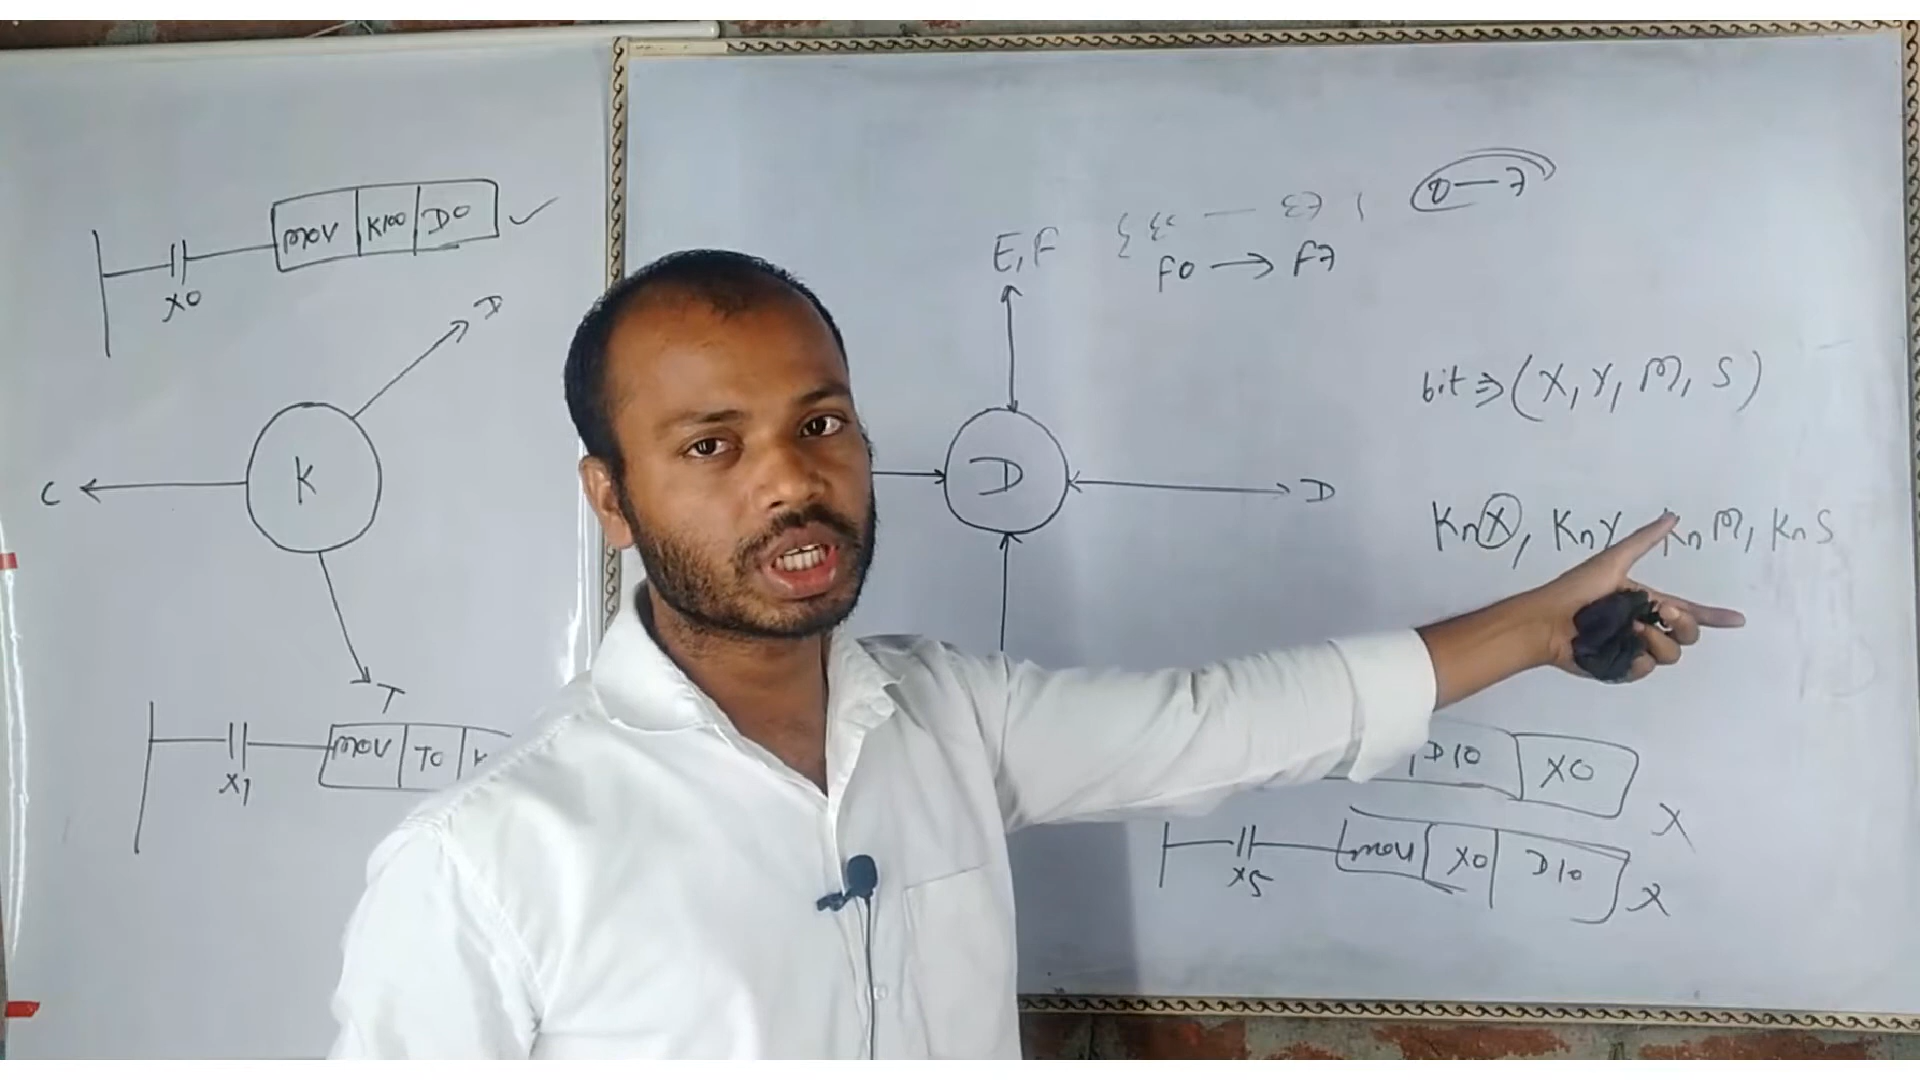 MOV K100 D0
X0
D
K
C
T
MOV T0
X1
E, F
F0 → F7
0—7
D
D
bit ⇒ (X, Y, M, S)
KnX, KnY, KnM, KnS
D10 X0
X
MOV X0 D10
X5
X